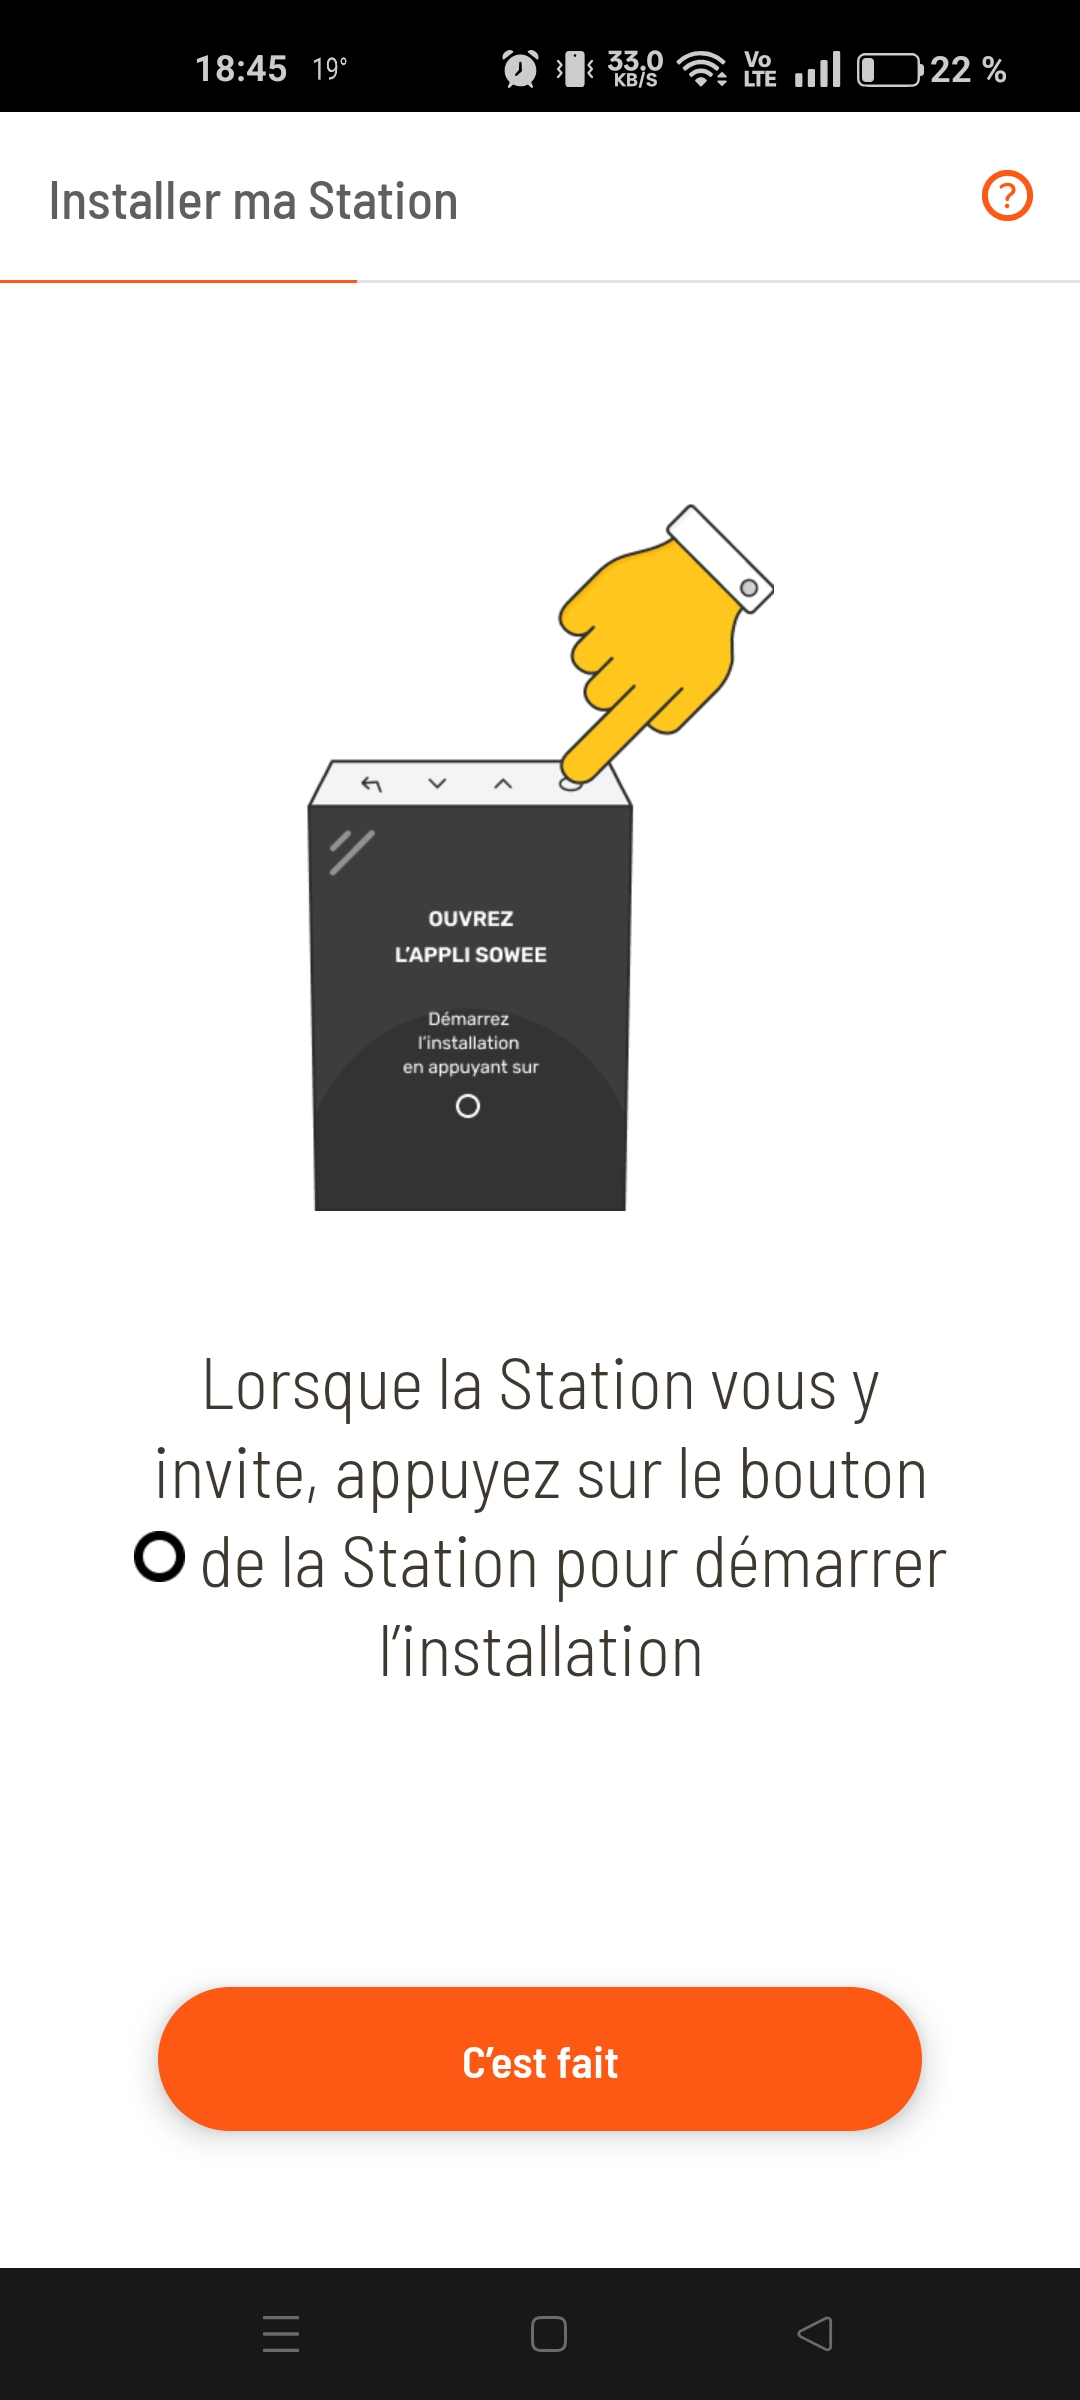 18:45 19° 33.0 KB/S Vo LTE 22 %
Installer ma Station
?
OUVREZ
L'APPLI SOWEE
Démarrez
l'installation
en appuyant sur
Lorsque la Station vous y
invite, appuyez sur le bouton
de la Station pour démarrer
l'installation
C'est fait